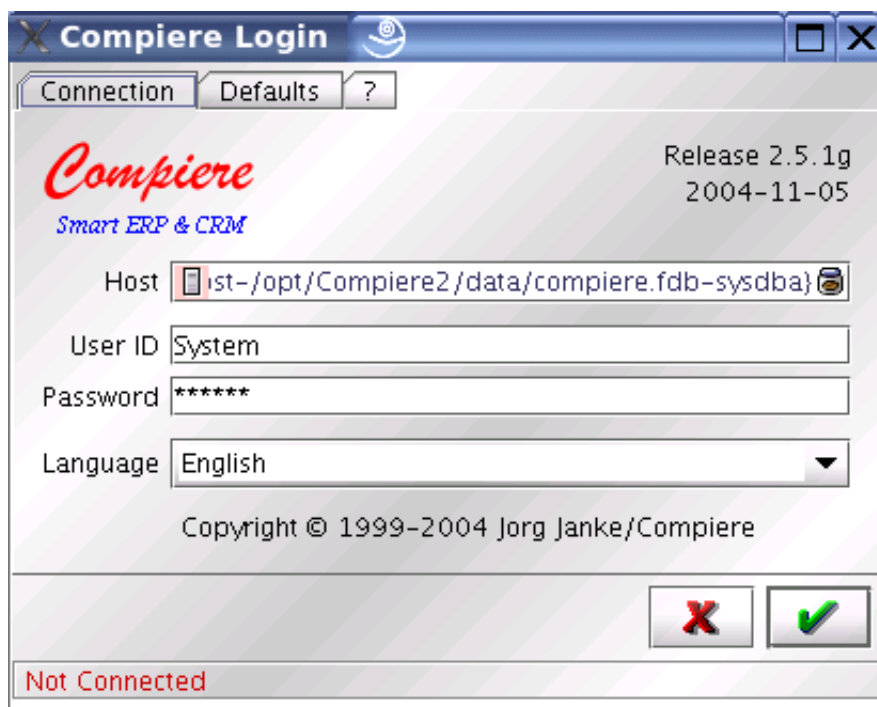 Compiere Login
Connection Defaults ?
Compiere
Smart ERP & CRM
Release 2.5.1g
2004-11-05
Host st-/opt/Compiere2/data/compiere.fdb-sysdba}
User ID System
Password ******
Language English
Copyright © 1999-2004 Jorg Janke/Compiere
Not Connected